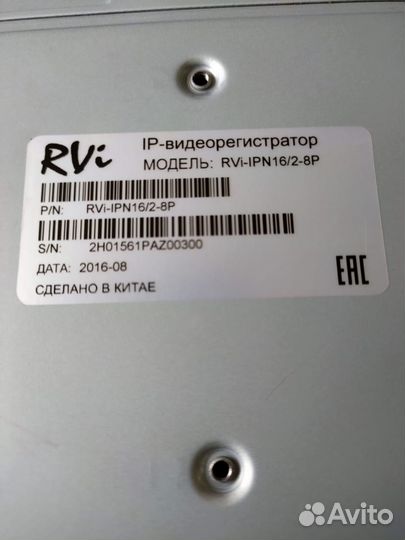 RVi
IP-видеорегистратор
МОДЕЛЬ: RVi-IPN16/2-8P
P/N: RVi-IPN16/2-8P
S/N: 2H01561PAZ00300
ДАТА: 2016-08
СДЕЛАНО В КИТАЕ
EAC
Avito